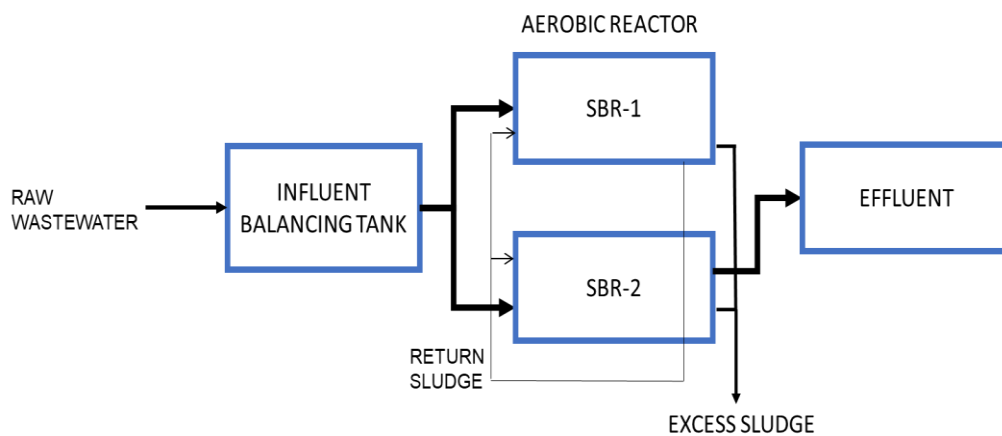 AEROBIC REACTOR
SBR-1
RAW
WASTEWATER
INFLUENT
BALANCING TANK
EFFLUENT
SBR-2
RETURN
SLUDGE
EXCESS SLUDGE